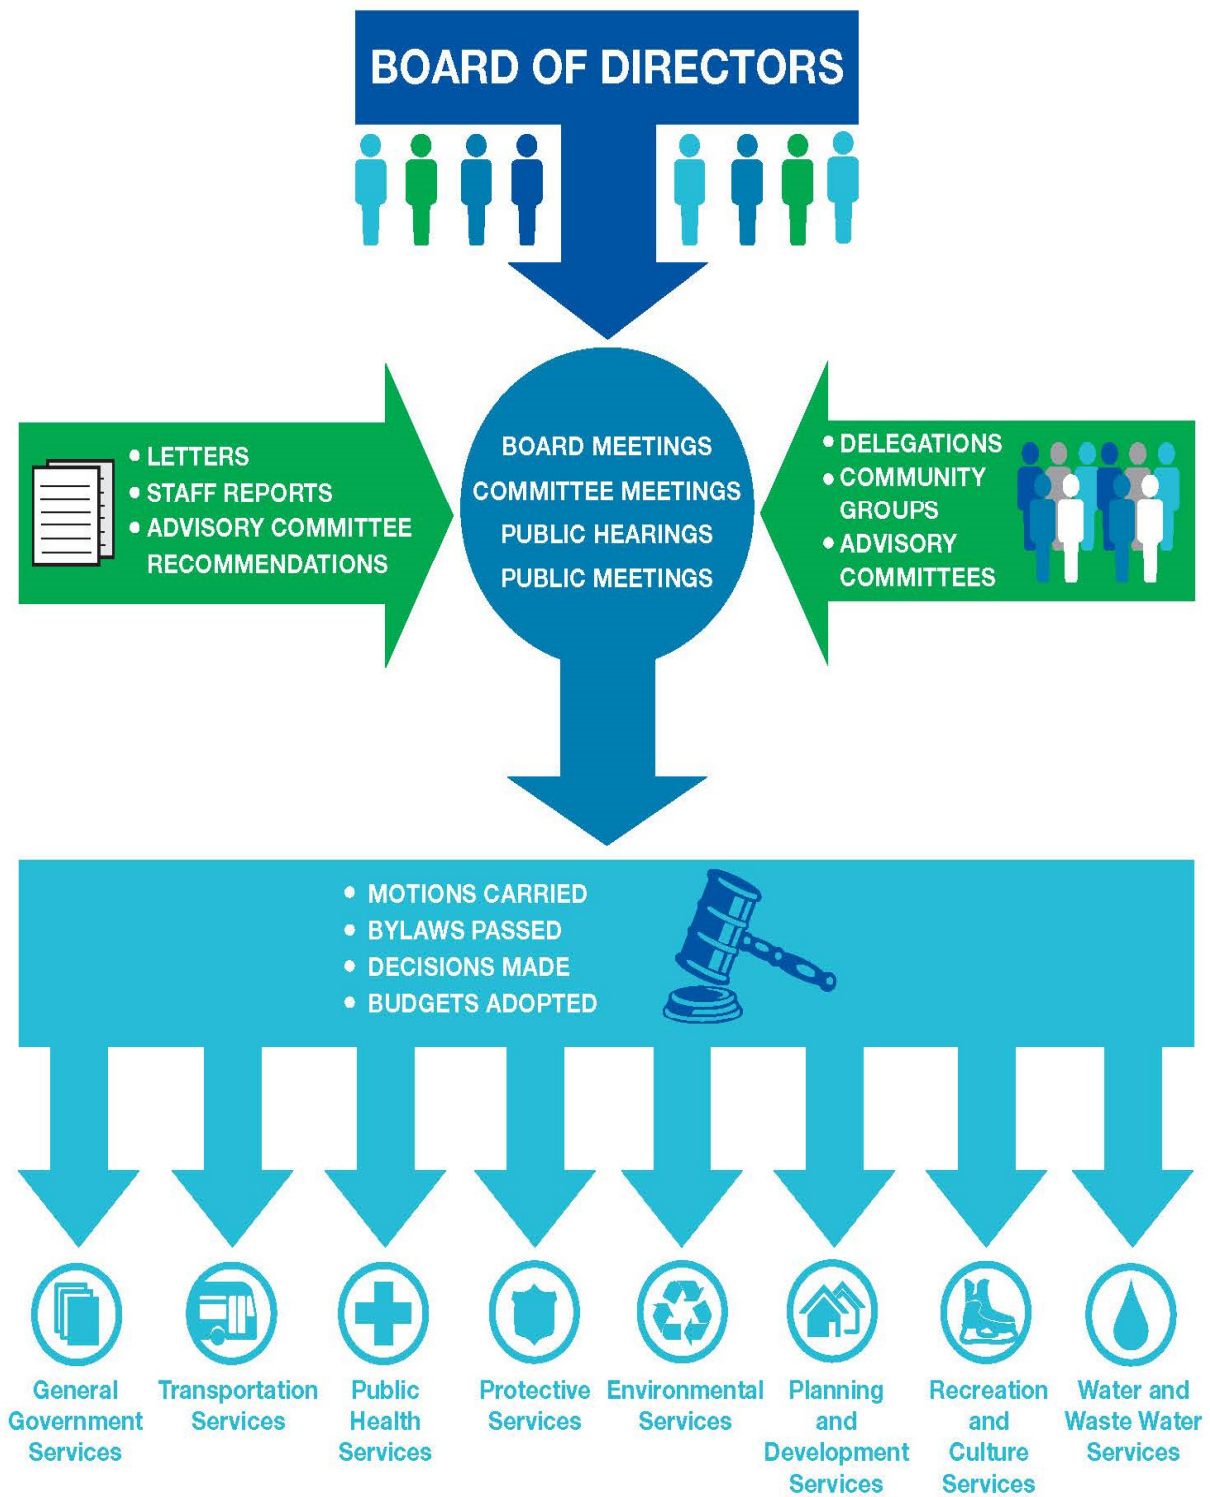 BOARD OF DIRECTORS
• LETTERS
• STAFF REPORTS
• ADVISORY COMMITTEE
RECOMMENDATIONS
BOARD MEETINGS
COMMITTEE MEETINGS
PUBLIC HEARINGS
PUBLIC MEETINGS
• DELEGATIONS
• COMMUNITY
GROUPS
• ADVISORY
COMMITTEES
• MOTIONS CARRIED
• BYLAWS PASSED
• DECISIONS MADE
• BUDGETS ADOPTED
General
Government
Services
Transportation
Services
Public
Health
Services
Protective
Services
Environmental
Services
Planning
and
Development
Services
Recreation
and
Culture
Services
Water and
Waste Water
Services